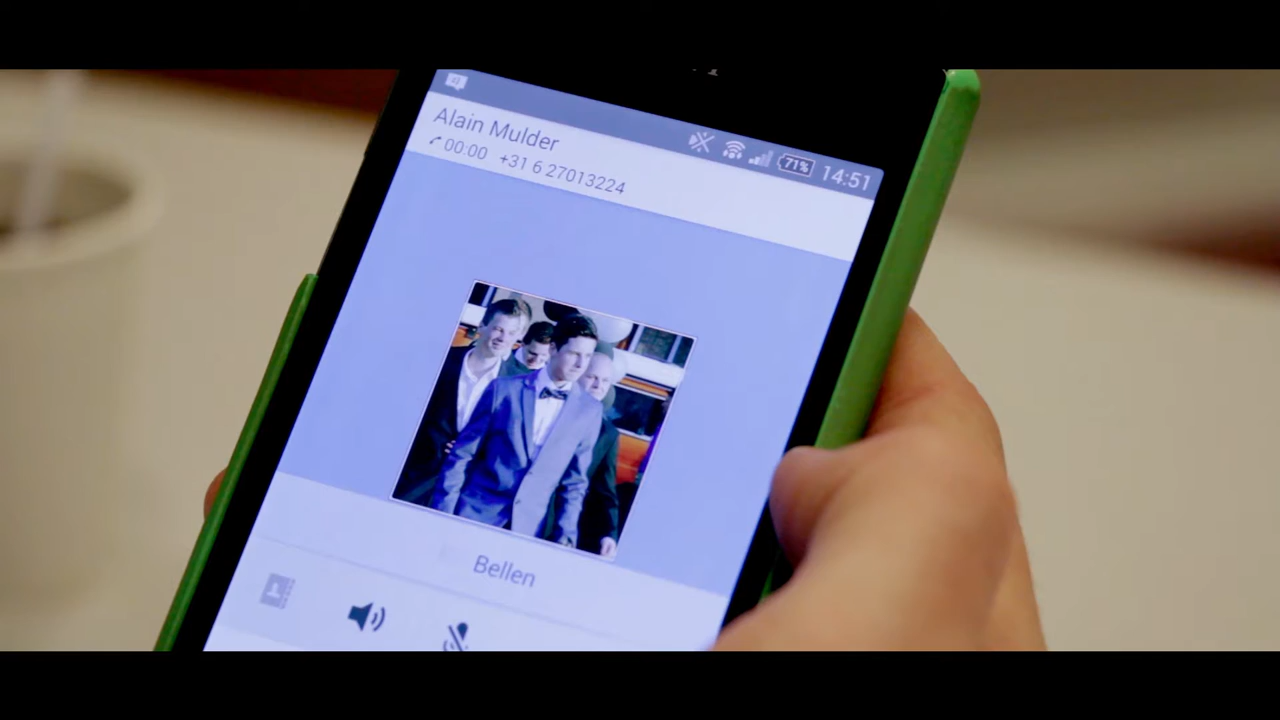 71% 14:51
Alain Mulder
00:00 +31 6 27013224
Bellen